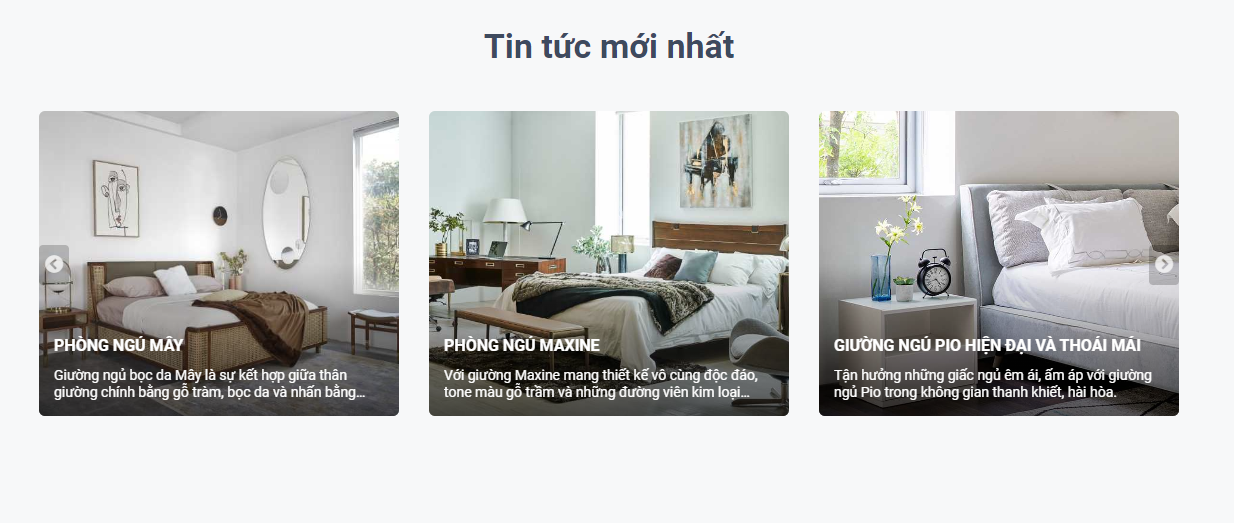 Tin tức mới nhất
PHÒNG NGỦ MÂY
Giường ngủ bọc da Mây là sự kết hợp giữa thân
giường chính bằng gỗ tràm, bọc da và nhấn bằng...
PHÒNG NGỦ MAXINE
Với giường Maxine mang thiết kế vô cùng độc đáo,
tone màu gỗ trầm và những đường viên kim loại...
GIƯỜNG NGỦ PIO HIỆN ĐẠI VÀ THOẢI MÁI
Tận hưởng những giấc ngủ êm ái, ấm áp với giường
ngủ Pio trong không gian thanh khiết, hài hòa.